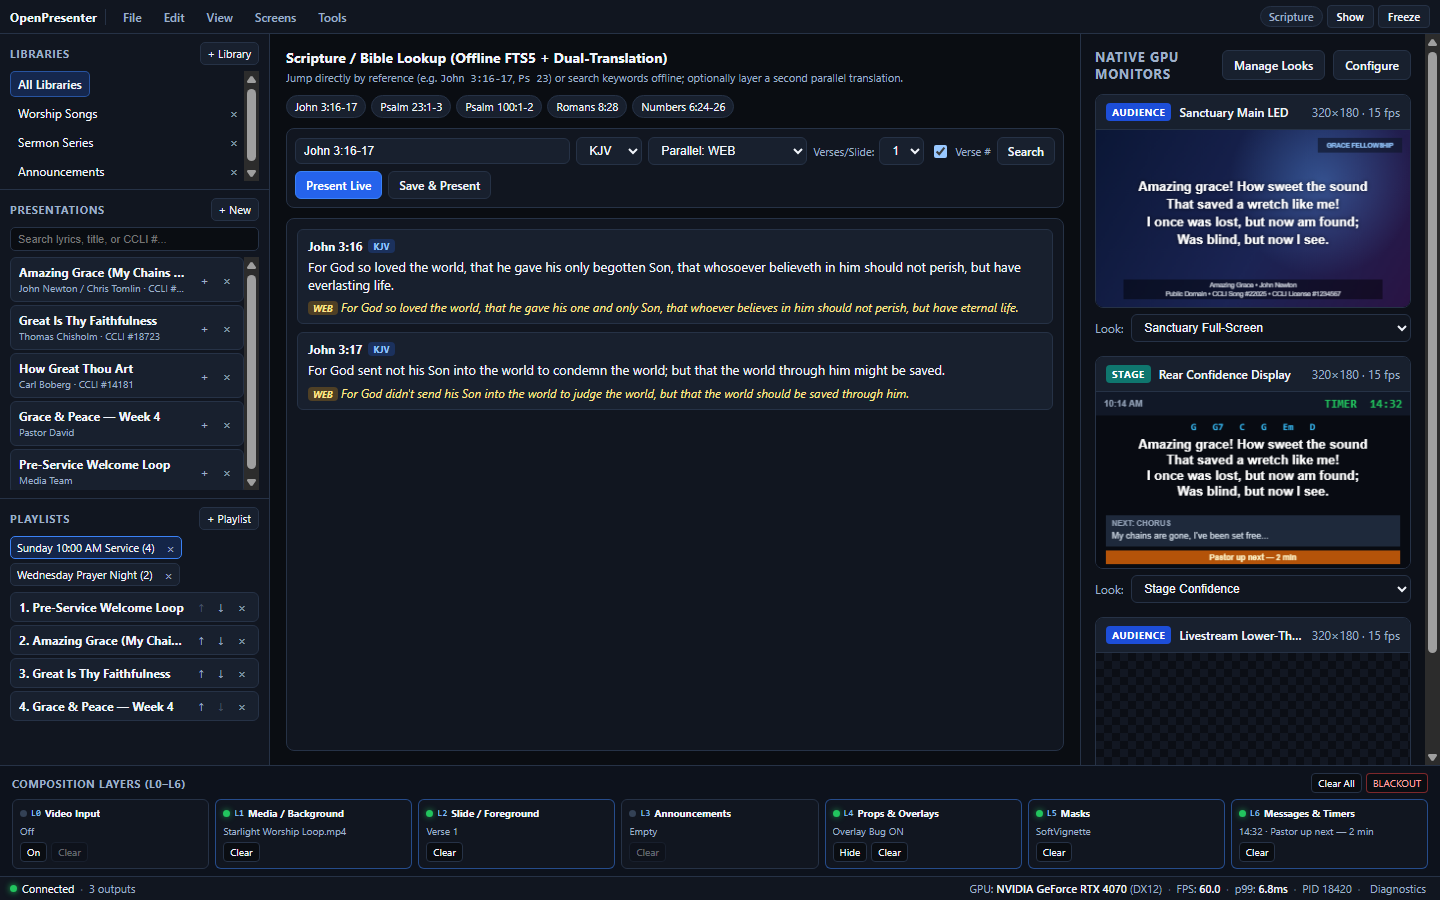 OpenPresenter File Edit View Screens Tools Scripture Show Freeze
LIBRARIES + Library
All Libraries
Worship Songs ×
Sermon Series ×
Announcements ×
PRESENTATIONS + New
Search lyrics, title, or CCLI #...
Amazing Grace (My Chains ... + ×
John Newton / Chris Tomlin · CCLI #...
Great Is Thy Faithfulness + ×
Thomas Chisholm · CCLI #18723
How Great Thou Art + ×
Carl Boberg · CCLI #14181
Grace & Peace — Week 4 + ×
Pastor David
Pre-Service Welcome Loop + ×
Media Team
PLAYLISTS + Playlist
Sunday 10:00 AM Service (4) ×
Wednesday Prayer Night (2) ×
1. Pre-Service Welcome Loop ↑ ↓ ×
2. Amazing Grace (My Chai... ↑ ↓ ×
3. Great Is Thy Faithfulness ↑ ↓ ×
4. Grace & Peace — Week 4 ↑ ↓ ×
Scripture / Bible Lookup (Offline FTS5 + Dual-Translation)
Jump directly by reference (e.g. John 3:16-17, Ps 23) or search keywords offline; optionally layer a second parallel translation.
John 3:16-17 Psalm 23:1-3 Psalm 100:1-2 Romans 8:28 Numbers 6:24-26
John 3:16-17 KJV Parallel: WEB Verses/Slide: 1 Verse # Search
Present Live Save & Present
John 3:16 KJV
For God so loved the world, that he gave his only begotten Son, that whosoever believeth in him should not perish, but have
everlasting life.
WEB For God so loved the world, that he gave his one and only Son, that whoever believes in him should not perish, but have eternal life.
John 3:17 KJV
For God sent not his Son into the world to condemn the world; but that the world through him might be saved.
WEB For God didn't send his Son into the world to judge the world, but that the world should be saved through him.
NATIVE GPU
MONITORS
Manage Looks Configure
AUDIENCE Sanctuary Main LED 320×180 · 15 fps
GRACE FELLOWSHIP
Amazing grace! How sweet the sound
That saved a wretch like me!
I once was lost, but now am found;
Was blind, but now I see.
Amazing Grace • John Newton
Public Domain • CCLI Song #22025 • CCLI License #1234567
Look: Sanctuary Full-Screen
STAGE Rear Confidence Display 320×180 · 15 fps
10:14 AM TIMER 14:32
G G7 C G Em D
Amazing grace! How sweet the sound
That saved a wretch like me!
I once was lost, but now am found;
Was blind, but now I see.
NEXT: CHORUS
My chains are gone, I've been set free...
Pastor up next — 2 min
Look: Stage Confidence
AUDIENCE Livestream Lower-Th... 320×180 · 15 fps
COMPOSITION LAYERS (L0–L6) Clear All BLACKOUT
L0 Video Input
Off
On Clear
L1 Media / Background
Starlight Worship Loop.mp4
Clear
L2 Slide / Foreground
Verse 1
Clear
L3 Announcements
Empty
Clear
L4 Props & Overlays
Overlay Bug ON
Hide Clear
L5 Masks
SoftVignette
Clear
L6 Messages & Timers
14:32 · Pastor up next — 2 min
Clear
Connected · 3 outputs GPU: NVIDIA GeForce RTX 4070 (DX12) · FPS: 60.0 · p99: 6.8ms · PID 18420 · Diagnostics